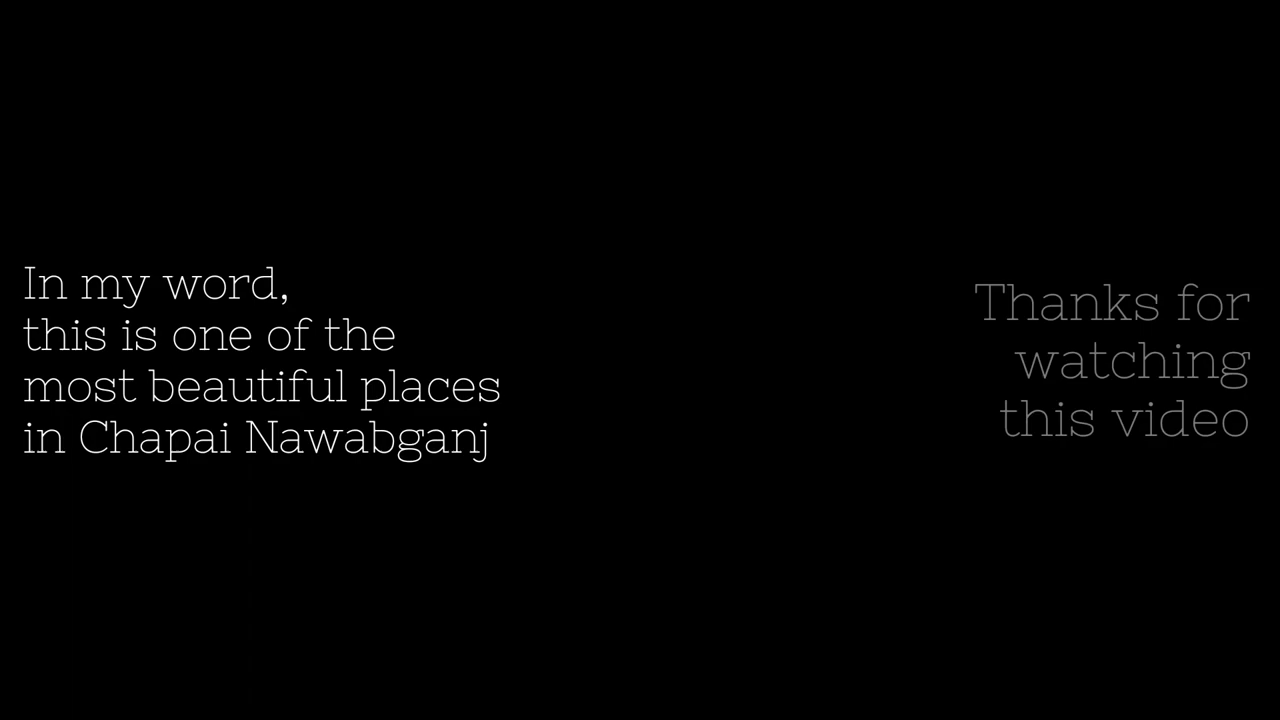 In my word,
this is one of the
most beautiful places
in Chapai Nawabganj
Thanks for
watching
this video